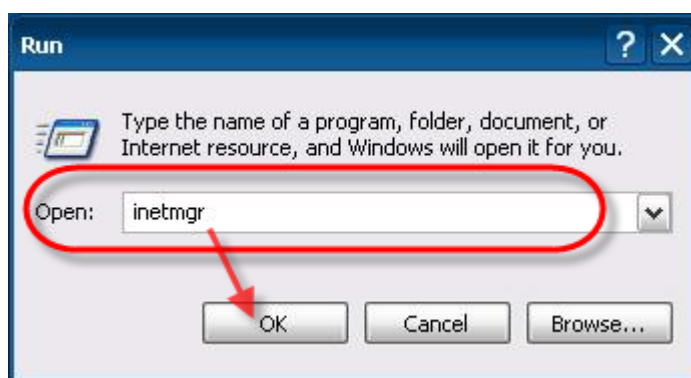 Run
Type the name of a program, folder, document, or
Internet resource, and Windows will open it for you.
Open: inetmgr
OK Cancel Browse...